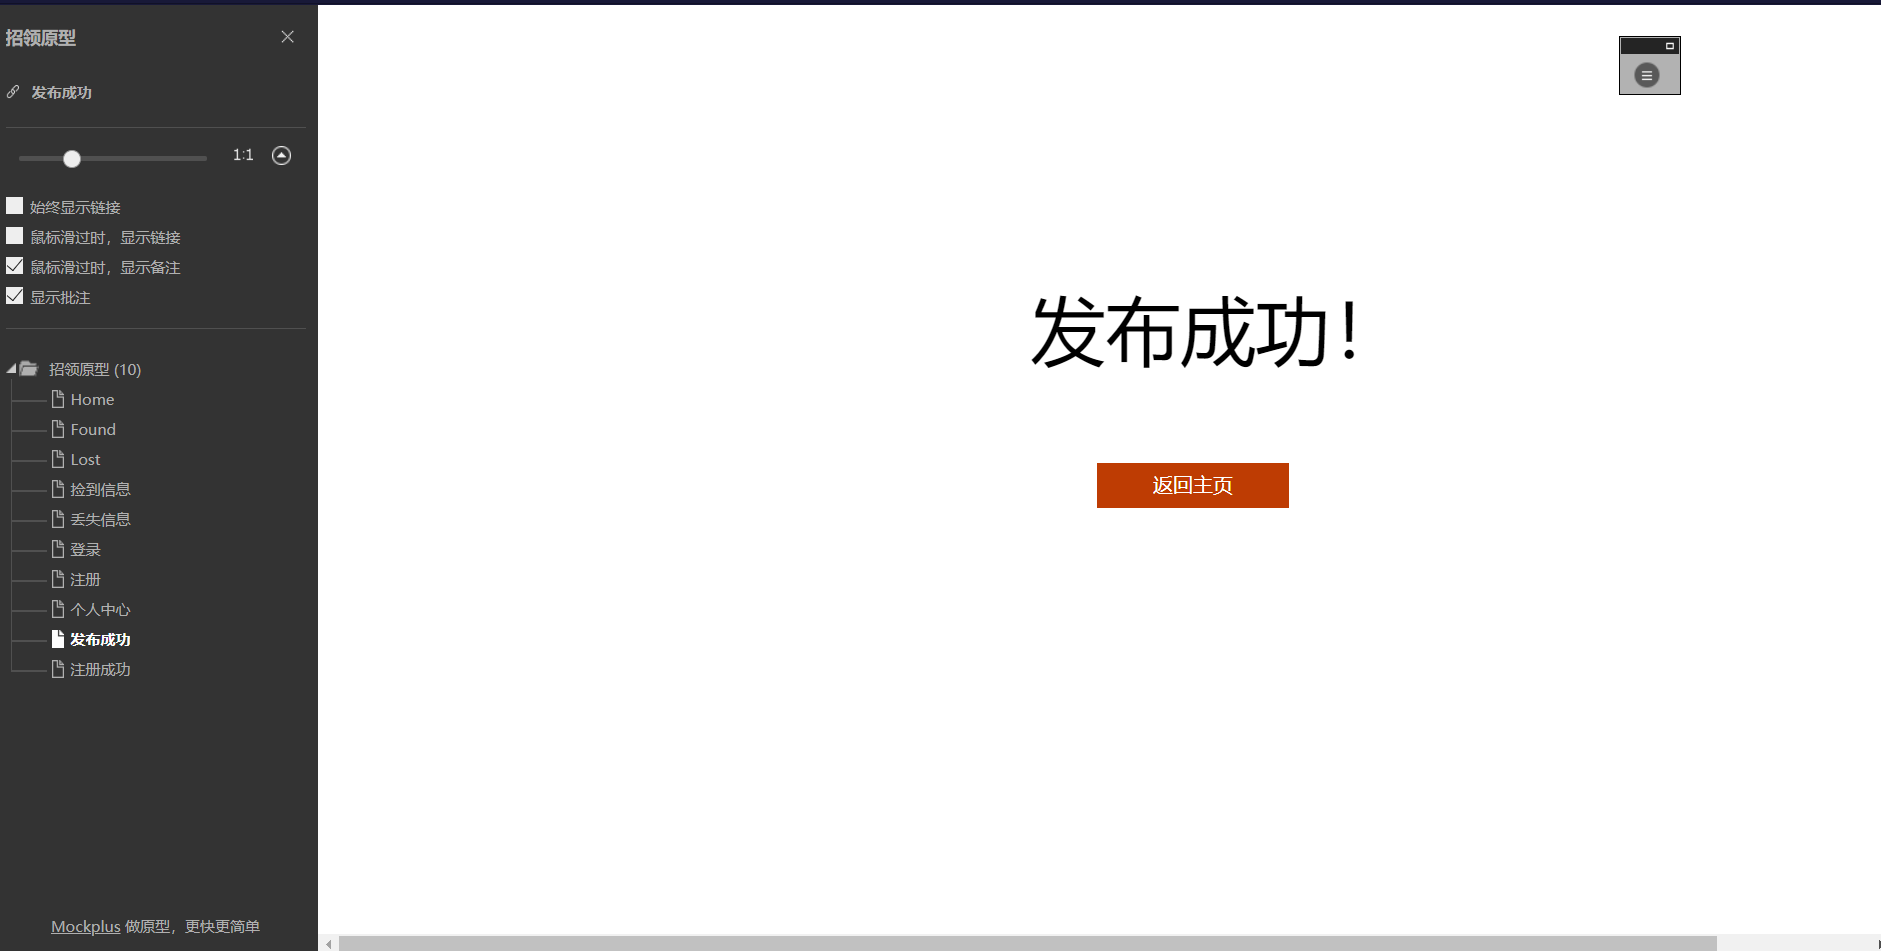 招领原型
发布成功
1:1
始终显示链接
鼠标滑过时，显示链接
鼠标滑过时，显示备注
显示批注
招领原型 (10)
Home
Found
Lost
捡到信息
丢失信息
登录
注册
个人中心
发布成功
注册成功
Mockplus 做原型，更快更简单
发布成功！
返回主页